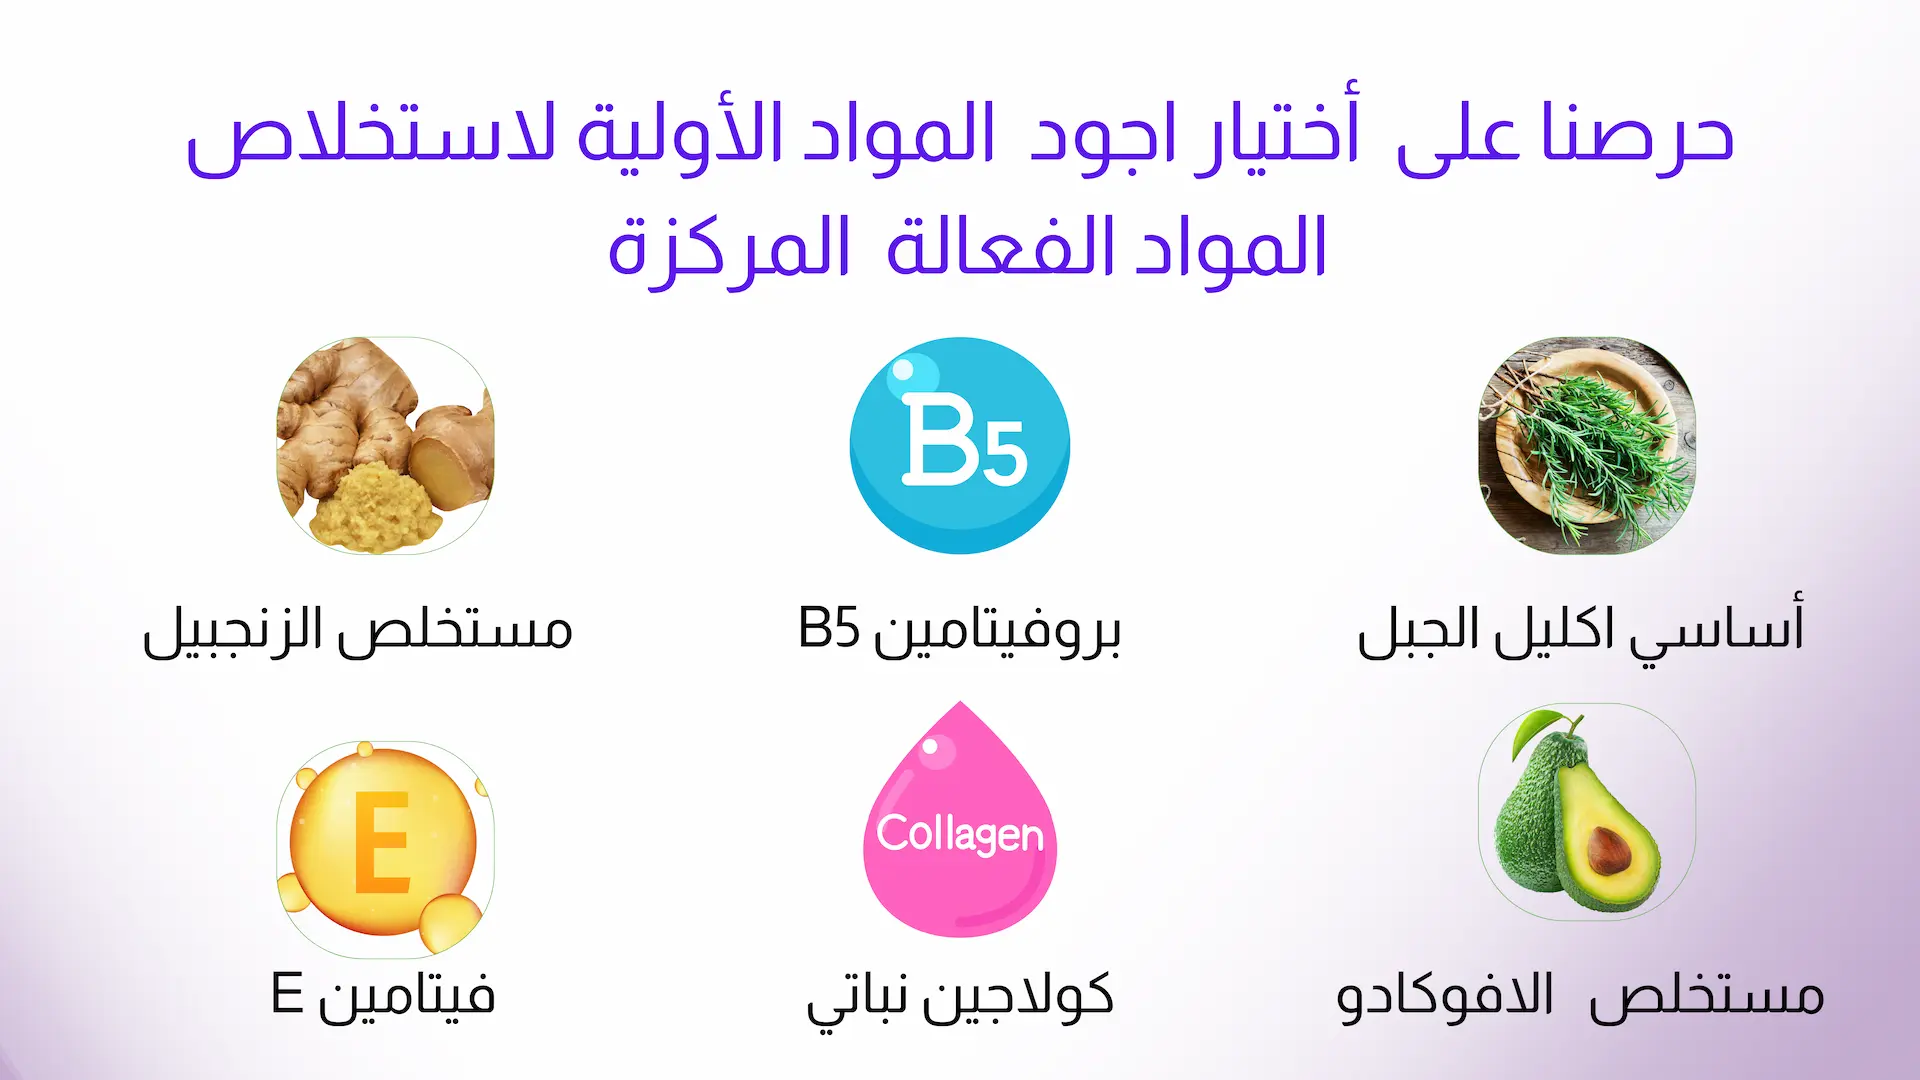 حرصنا على أختيار اجود المواد الأولية لاستخلاص
المواد الفعالة المركزة
B5
أساسي اكليل الجبل
بروفيتامين B5
مستخلص الزنجبيل
Collagen
E
مستخلص الافوكادو
كولاجين نباتي
فيتامين E